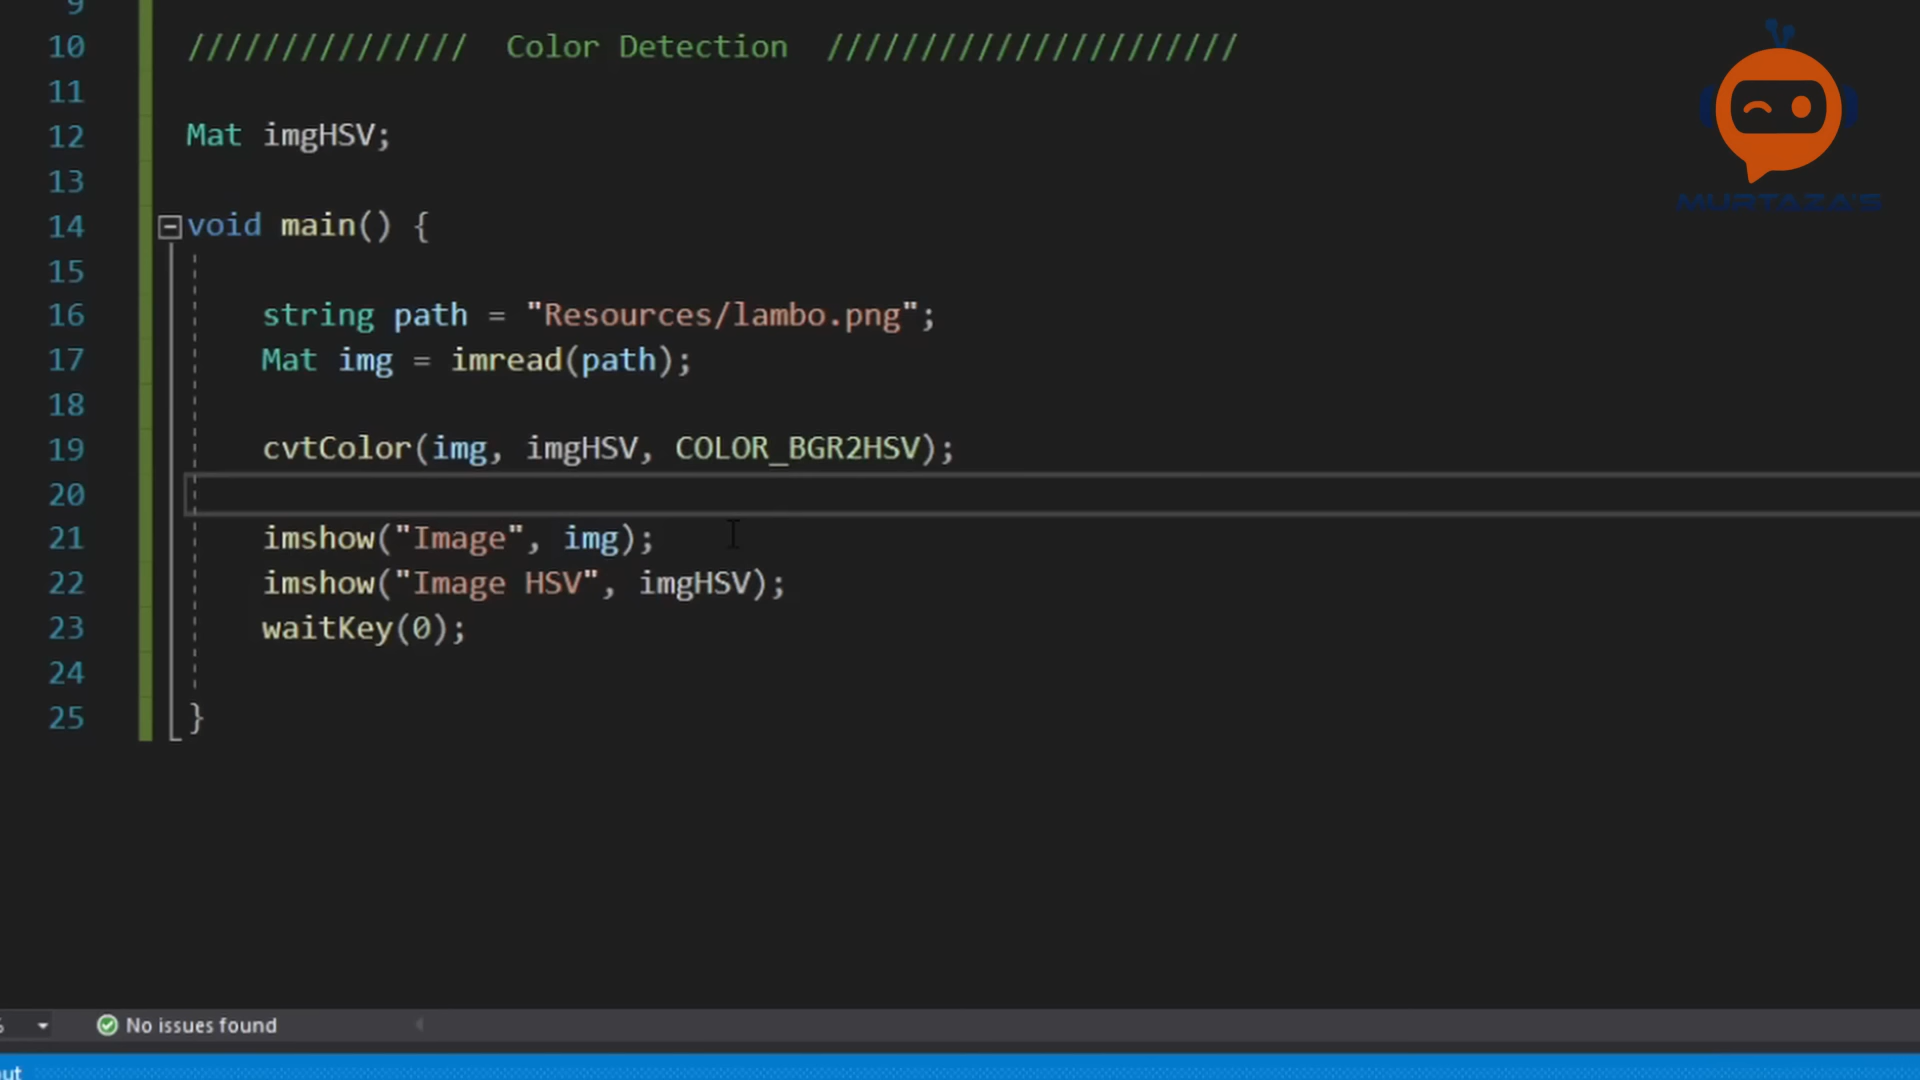 9
10 /////////////// Color Detection //////////////////////
11
12 Mat imgHSV;
13
14 void main() {
15
16 string path = "Resources/lambo.png";
17 Mat img = imread(path);
18
19 cvtColor(img, imgHSV, COLOR_BGR2HSV);
20
21 imshow("Image", img);
22 imshow("Image HSV", imgHSV);
23 waitKey(0);
24
25 }
MURTAZA'S
No issues found